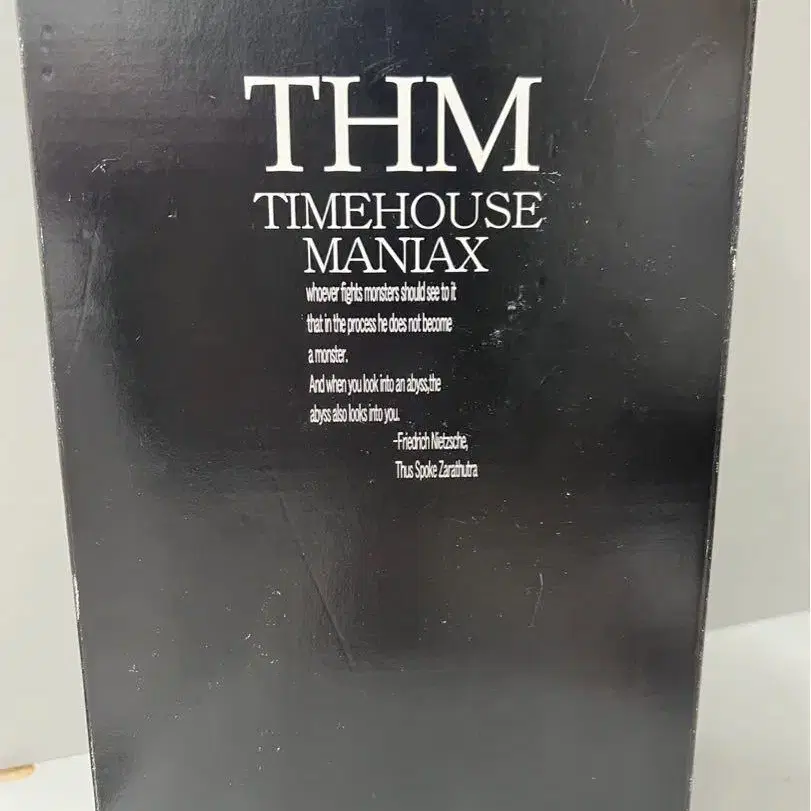 THM
TIMEHOUSE
MANIAX
whoever fights monsters should see to it
that in the process he does not become
a monster.
And when you look into an abyss,the
abyss also looks into you.
-Friedrich Nietzsche,
Thus Spoke Zarathutra